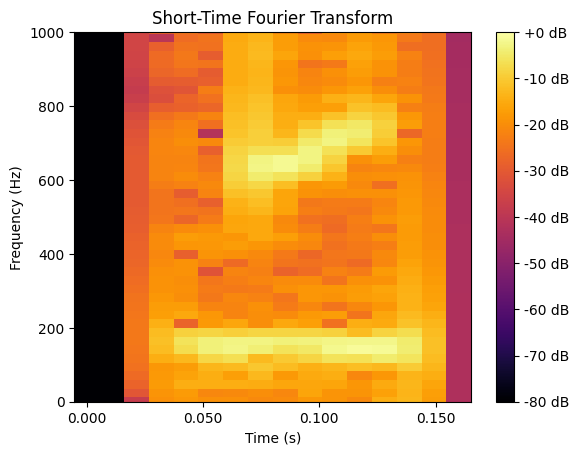 Short-Time Fourier Transform
Frequency (Hz)
1000
800
600
400
200
0
0.000
0.050
0.100
0.150
Time (s)
+0 dB
-10 dB
-20 dB
-30 dB
-40 dB
-50 dB
-60 dB
-70 dB
-80 dB